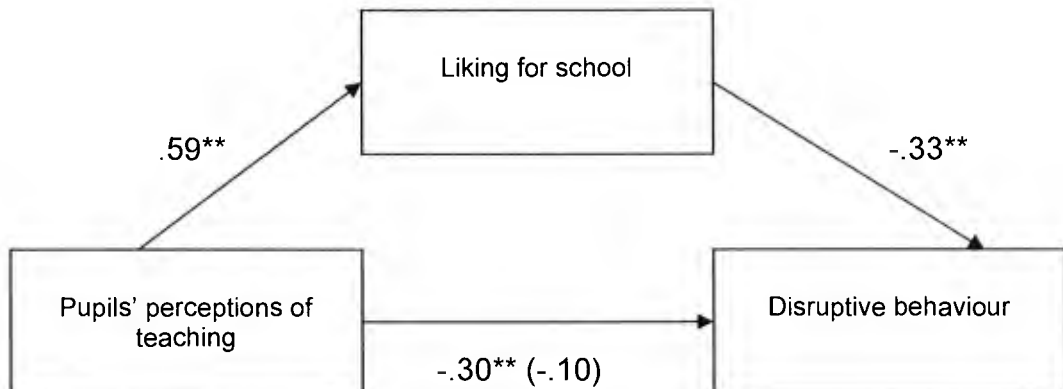 Liking for school
.59**
-.33**
Pupils’ perceptions of
teaching
Disruptive behaviour
-.30** (-.10)